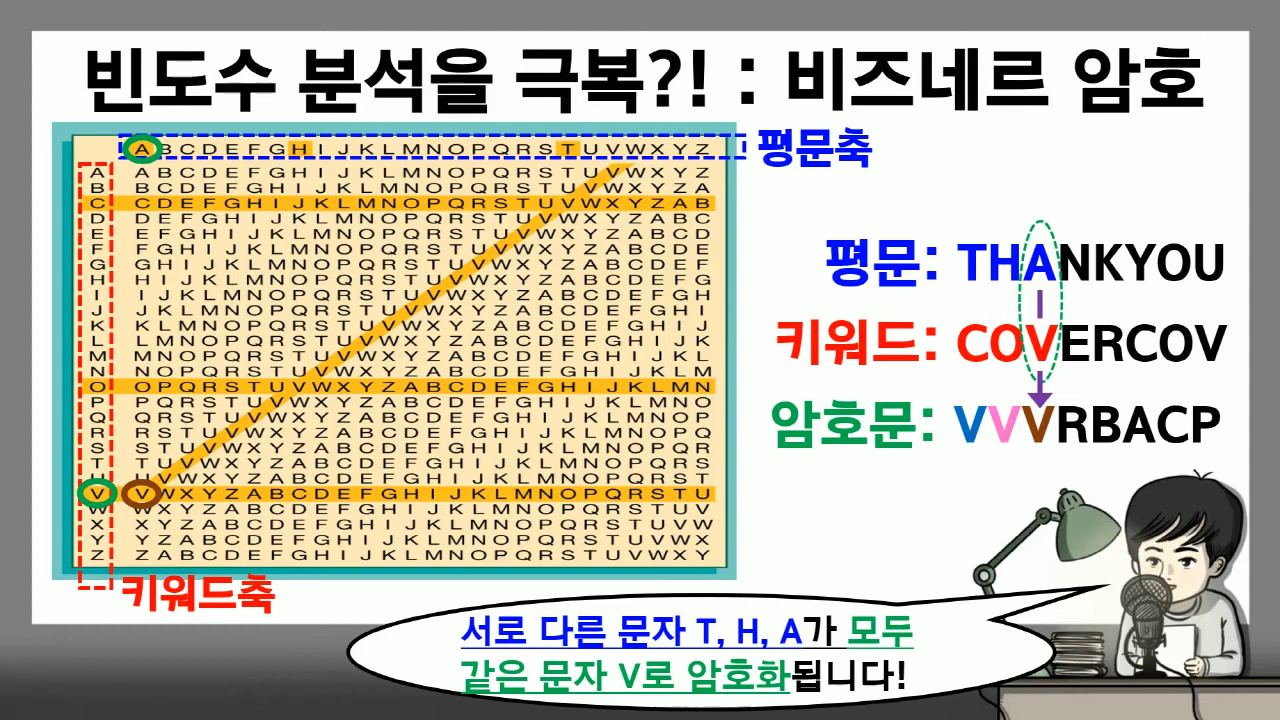 빈도수 분석을 극복?! : 비즈네르 암호
A B C D E F G H I J K L M N O P Q R S T U V W X Y Z
평문축
A A B C D E F G H I J K L M N O P Q R S T U V W X Y Z
B B C D E F G H I J K L M N O P Q R S T U V W X Y Z A
C C D E F G H I J K L M N O P Q R S T U V W X Y Z A B
D D E F G H I J K L M N O P Q R S T U V W X Y Z A B C
E E F G H I J K L M N O P Q R S T U V W X Y Z A B C D
F F G H I J K L M N O P Q R S T U V W X Y Z A B C D E
G G H I J K L M N O P Q R S T U V W X Y Z A B C D E F
H H I J K L M N O P Q R S T U V W X Y Z A B C D E F G
I I J K L M N O P Q R S T U V W X Y Z A B C D E F G H
J J K L M N O P Q R S T U V W X Y Z A B C D E F G H I
K K L M N O P Q R S T U V W X Y Z A B C D E F G H I J
L L M N O P Q R S T U V W X Y Z A B C D E F G H I J K
M M N O P Q R S T U V W X Y Z A B C D E F G H I J K L
N N O P Q R S T U V W X Y Z A B C D E F G H I J K L M
O O P Q R S T U V W X Y Z A B C D E F G H I J K L M N
P P Q R S T U V W X Y Z A B C D E F G H I J K L M N O
Q Q R S T U V W X Y Z A B C D E F G H I J K L M N O P
R R S T U V W X Y Z A B C D E F G H I J K L M N O P Q
S S T U V W X Y Z A B C D E F G H I J K L M N O P Q R
T T U V W X Y Z A B C D E F G H I J K L M N O P Q R S
U U V W X Y Z A B C D E F G H I J K L M N O P Q R S T
V V W X Y Z A B C D E F G H I J K L M N O P Q R S T U
W W X Y Z A B C D E F G H I J K L M N O P Q R S T U V
X X Y Z A B C D E F G H I J K L M N O P Q R S T U V W
Y Y Z A B C D E F G H I J K L M N O P Q R S T U V W X
Z Z A B C D E F G H I J K L M N O P Q R S T U V W X Y
키워드축
평문: THANKYOU
키워드: COVERCOV
암호문: VVVRBACP
서로 다른 문자 T, H, A가 모두
같은 문자 V로 암호화됩니다!